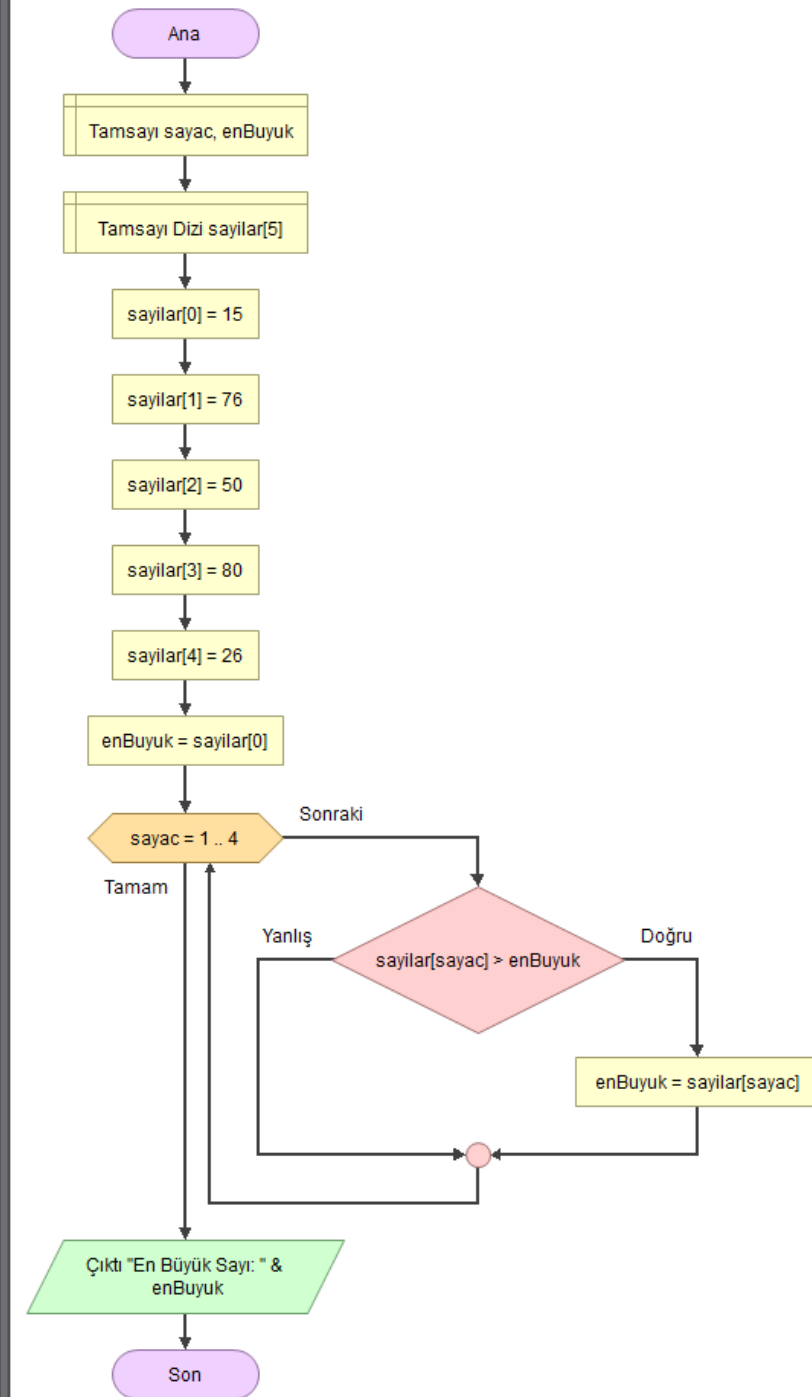 Ana
Tamsayı sayac, enBuyuk
Tamsayı Dizi sayilar[5]
sayilar[0] = 15
sayilar[1] = 76
sayilar[2] = 50
sayilar[3] = 80
sayilar[4] = 26
enBuyuk = sayilar[0]
sayac = 1 .. 4
Sonraki
Tamam
Yanlış
sayilar[sayac] > enBuyuk
Doğru
enBuyuk = sayilar[sayac]
Çıktı "En Büyük Sayı: " &
enBuyuk
Son